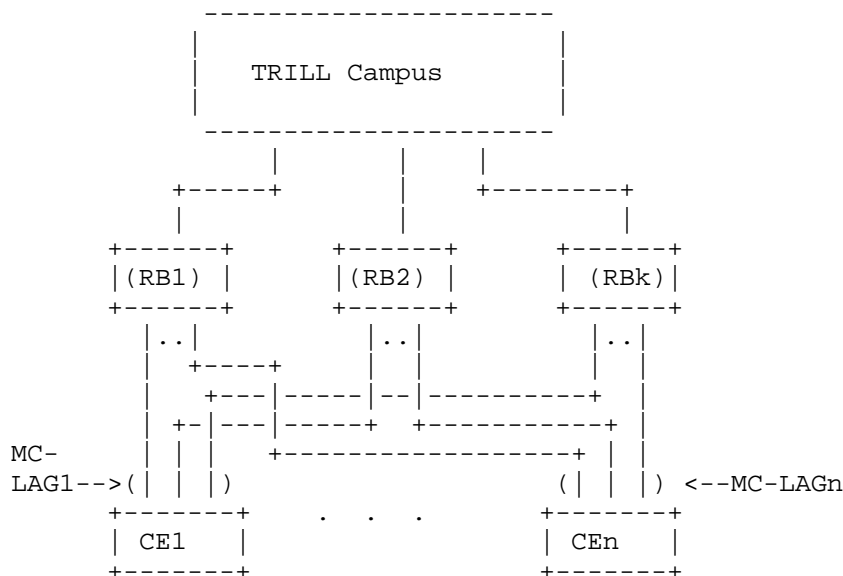 TRILL Campus
(RB1) (RB2) (RBk)
MC-
LAG1-->( ) ( ) <--MC-LAGn
CE1 . . . CEn